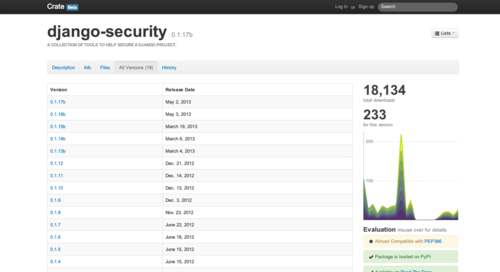 Crate Beta
Log in or Sign up
Search
django-security 0.1.17b
Lists
A COLLECTION OF TOOLS TO HELP SECURE A DJANGO PROJECT.
Description Info Files All Versions (19) History
Version Release Date
0.1.17b May 2, 2013
0.1.16b May 3, 2013
0.1.15b March 19, 2013
0.1.14b March 6, 2013
0.1.13b March 4, 2013
0.1.12 Dec. 21, 2012
0.1.11 Dec. 14, 2012
0.1.10 Dec. 13, 2012
0.1.9 Dec. 3, 2012
0.1.8 Nov. 23, 2012
0.1.7 June 22, 2012
0.1.6 June 18, 2012
0.1.5 June 15, 2012
0.1.4 June 15, 2012
18,134
total downloads
233
for this version
200
100
Evaluation mouse over for details
Almost Compatible with PEP386
Package is hosted on PyPI